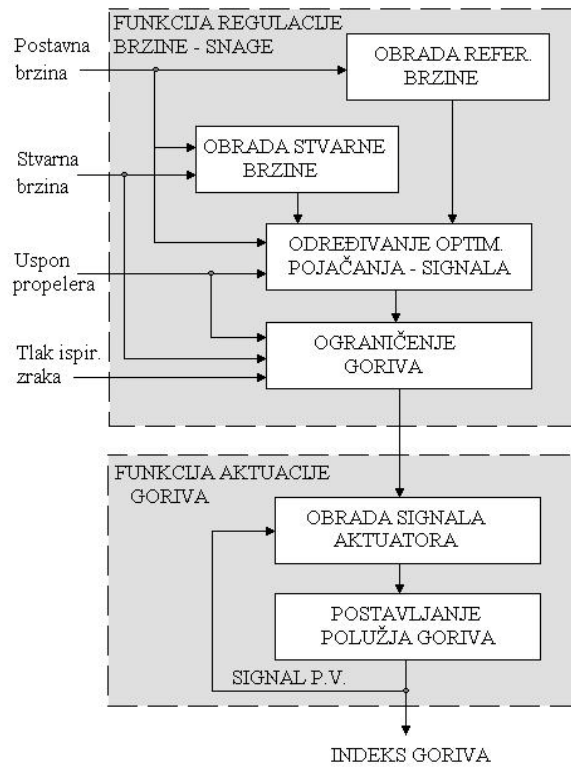 FUNKCIJA REGULACIJE
BRZINE - SNAGE
Postavna
brzina
OBRADA REFER.
BRZINE
Stvarna
brzina
OBRADA STVARNE
BRZINE
Uspon
propelera
ODREĐIVANJE OPTIM.
POJAČANJA - SIGNALA
Tlak ispir.
zraka
OGRANIČENJE
GORIVA
FUNKCIJA AKTUACIJE
GORIVA
OBRADA SIGNALA
AKTUATORA
POSTAVLJANJE
POLUŽJA GORIVA
SIGNAL P.V.
INDEKS GORIVA